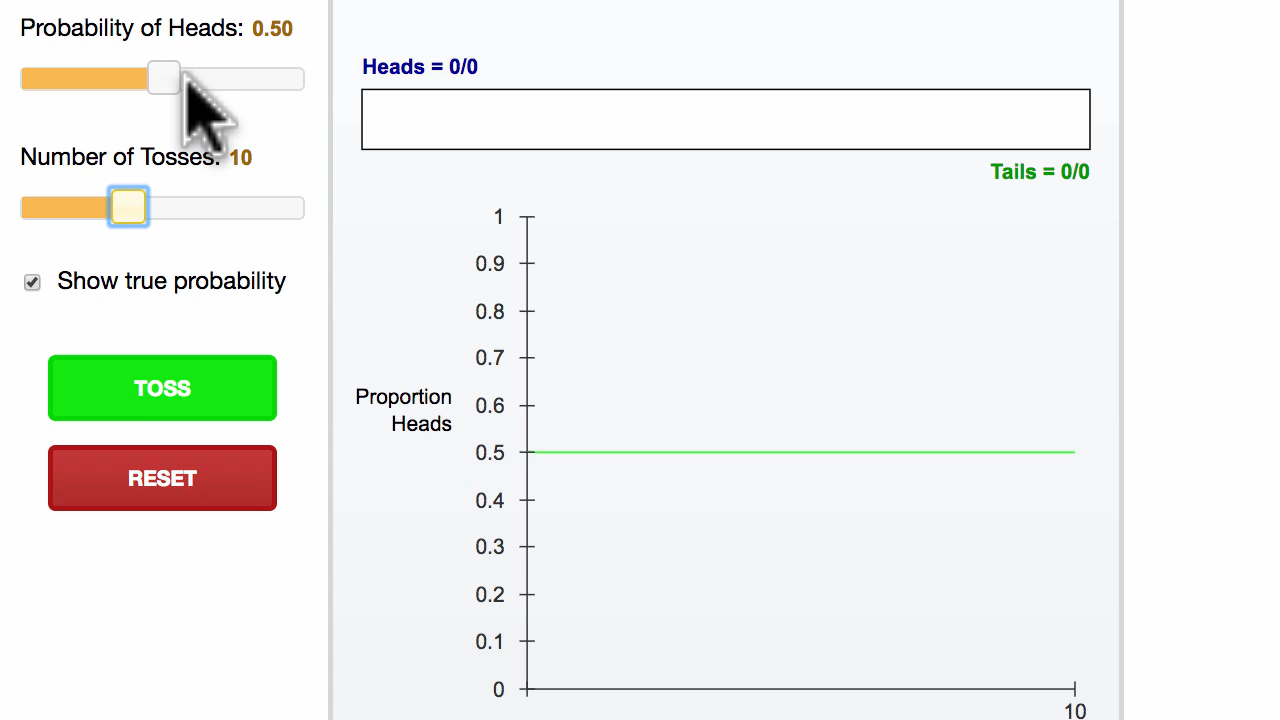 Probability of Heads: 0.50
Number of Tosses: 10
Show true probability
TOSS
RESET
Heads = 0/0
Tails = 0/0
1
0.9
0.8
0.7
Proportion
Heads
0.6
0.5
0.4
0.3
0.2
0.1
0
10